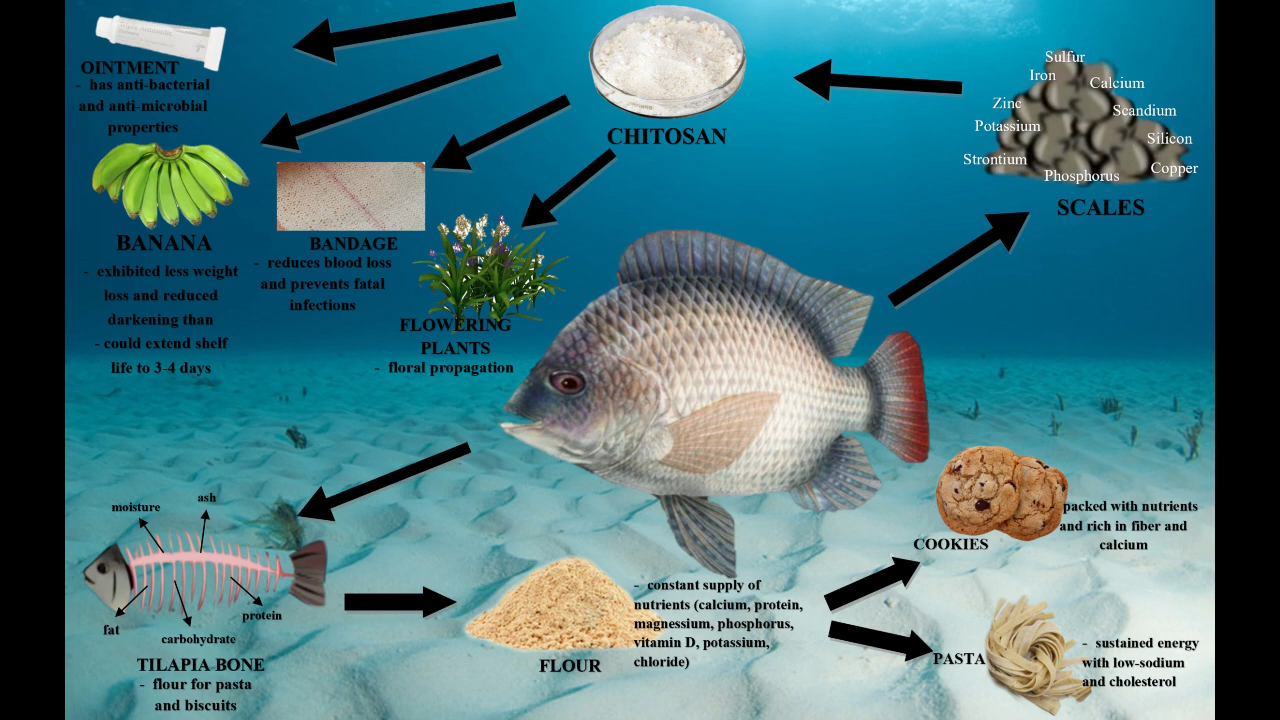 OINTMENT
- has anti-bacterial
and anti-microbial
properties
BANANA
- exhibited less weight
loss and reduced
darkening than
- could extend shelf
life to 3-4 days
BANDAGE
- reduces blood loss
and prevents fatal
infections
FLOWERING
PLANTS
- floral propagation
CHITOSAN
Sulfur
Iron
Calcium
Zinc
Scandium
Potassium
Silicon
Strontium
Copper
Phosphorus
SCALES
moisture
ash
fat
carbohydrate
protein
TILAPIA BONE
- flour for pasta
and biscuits
FLOUR
- constant supply of
nutrients (calcium, protein,
magnessium, phosphorus,
vitamin D, potassium,
chloride)
COOKIES
packed with nutrients
and rich in fiber and
calcium
PASTA
- sustained energy
with low-sodium
and cholesterol